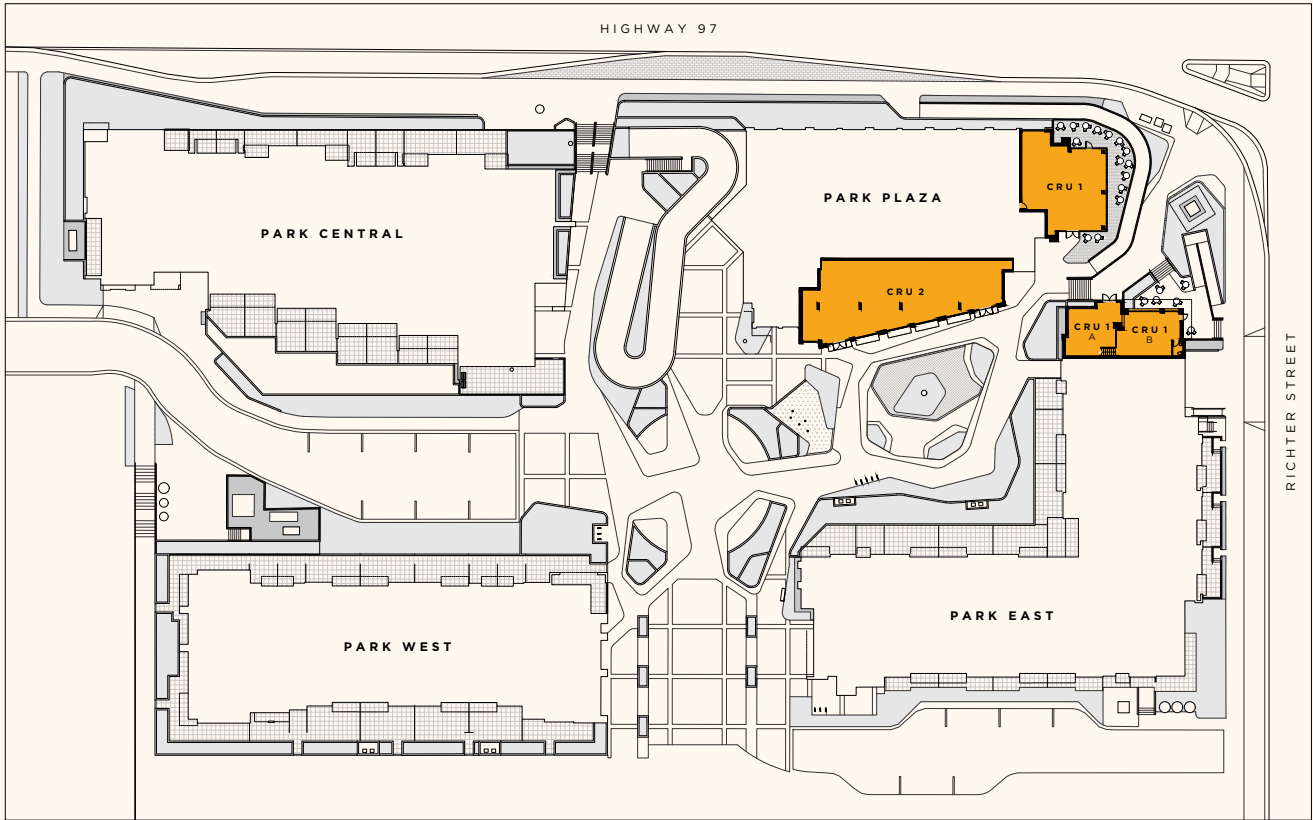 HIGHWAY 97
PARK CENTRAL
PARK PLAZA
CRU 1
CRU 2
CRU 1
A
CRU 1
B
RICHTER STREET
PARK WEST
PARK EAST